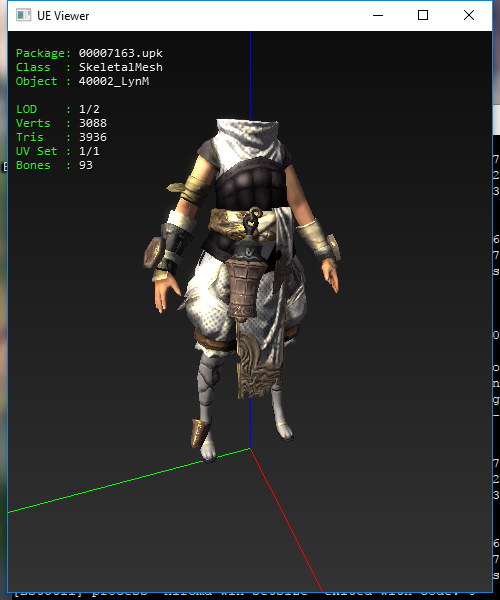 UE Viewer
Package: 00007163.upk
Class  : SkeletalMesh
Object : 40002_LynM
LOD    : 1/2
Verts  : 3088
Tris   : 3936
UV Set : 1/1
Bones  : 93